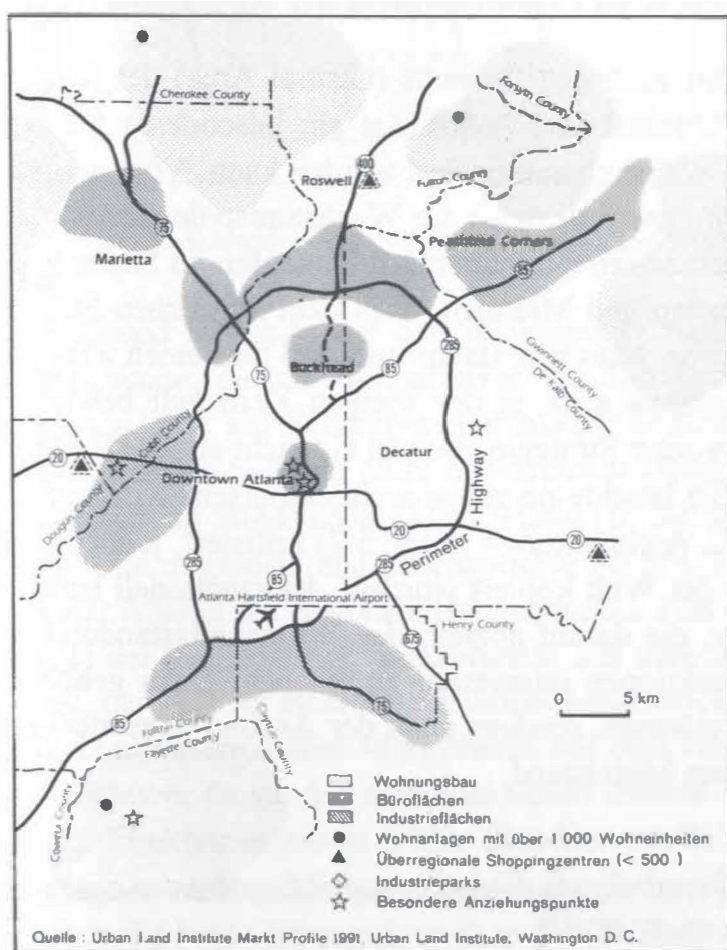 Cherokee County
Forsyth County
Fulton County
400
Roswell
75
Peachtree Corners
85
Marietta
285
Gwinnett County
De Kalb County
Buckhead
75
85
Cobb County
Douglas County
20
Downtown Atlanta
Decatur
Perimeter - Highway
20
20
285
285
85
Atlanta Hartsfield International Airport
Henry County
675
75
85
Fulton County
Fayette County
Clayton County
Coweta County
0 5 km
Wohnungsbau
Büroflächen
Industrieflächen
Wohnanlagen mit über 1 000 Wohneinheiten
Überregionale Shoppingzentren (< 500 )
Industrieparks
Besondere Anziehungspunkte
Quelle : Urban Land Institute Markt Profile 1991, Urban Land Institute, Washington D. C.